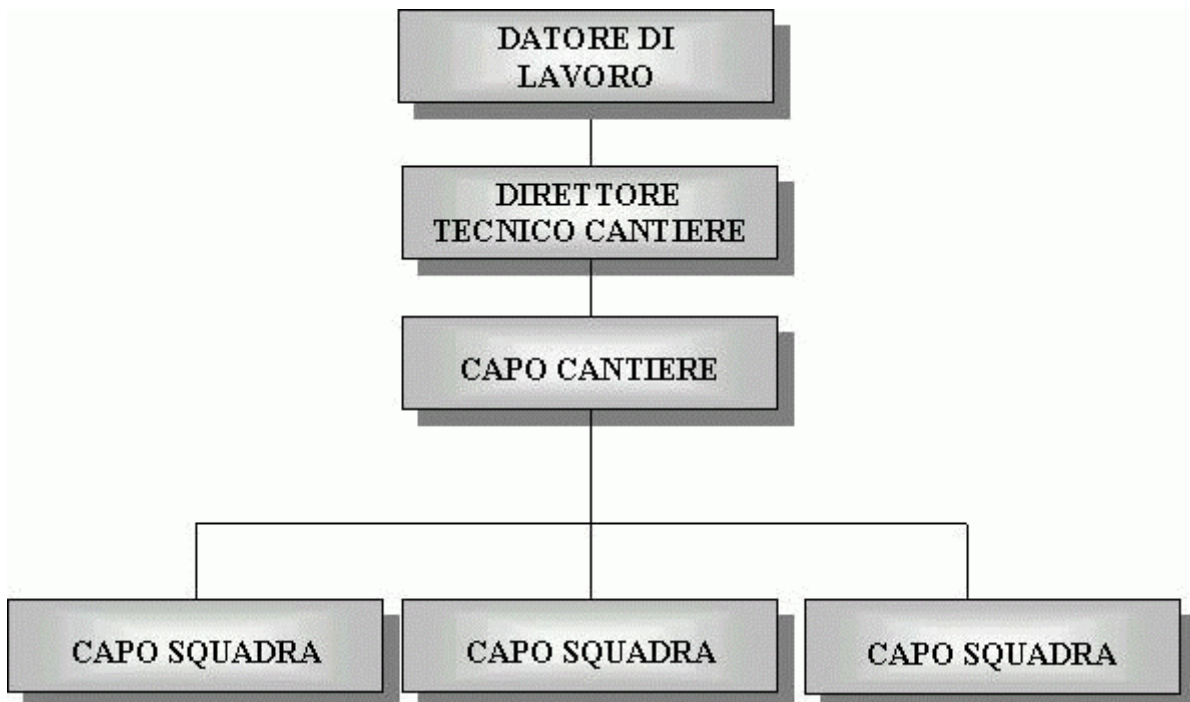 DATORE DI
LAVORO
DIRETTORE
TECNICO CANTIERE
CAPO CANTIERE
CAPO SQUADRA
CAPO SQUADRA
CAPO SQUADRA